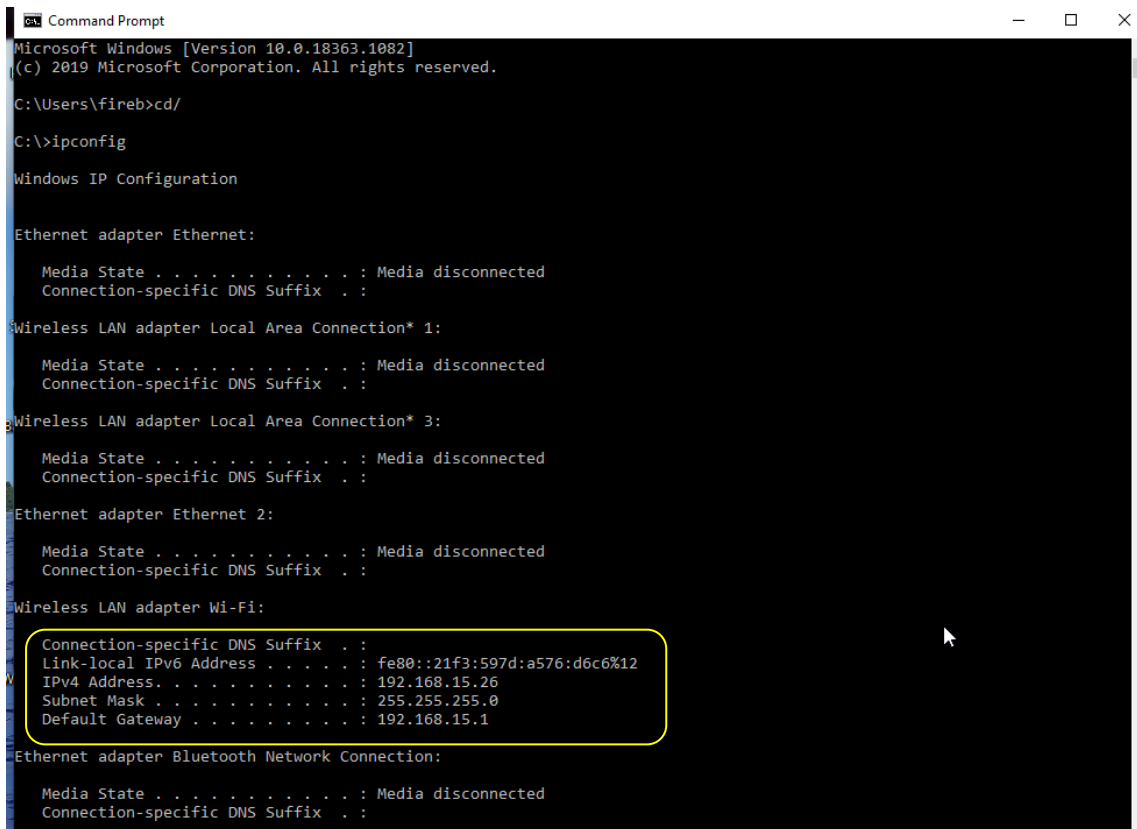 Command Prompt
Microsoft Windows [Version 10.0.18363.1082]
(c) 2019 Microsoft Corporation. All rights reserved.
C:\Users\fireb>cd/
C:\>ipconfig
Windows IP Configuration
Ethernet adapter Ethernet:
Media State . . . . . . . . . . . : Media disconnected
Connection-specific DNS Suffix  . :
Wireless LAN adapter Local Area Connection* 1:
Media State . . . . . . . . . . . : Media disconnected
Connection-specific DNS Suffix  . :
Wireless LAN adapter Local Area Connection* 3:
Media State . . . . . . . . . . . : Media disconnected
Connection-specific DNS Suffix  . :
Ethernet adapter Ethernet 2:
Media State . . . . . . . . . . . : Media disconnected
Connection-specific DNS Suffix  . :
Wireless LAN adapter Wi-Fi:
Connection-specific DNS Suffix  . :
Link-local IPv6 Address . . . . . : fe80::21f3:597d:a576:d6c6%12
IPv4 Address. . . . . . . . . . . : 192.168.15.26
Subnet Mask . . . . . . . . . . . : 255.255.255.0
Default Gateway . . . . . . . . . : 192.168.15.1
Ethernet adapter Bluetooth Network Connection:
Media State . . . . . . . . . . . : Media disconnected
Connection-specific DNS Suffix  . :